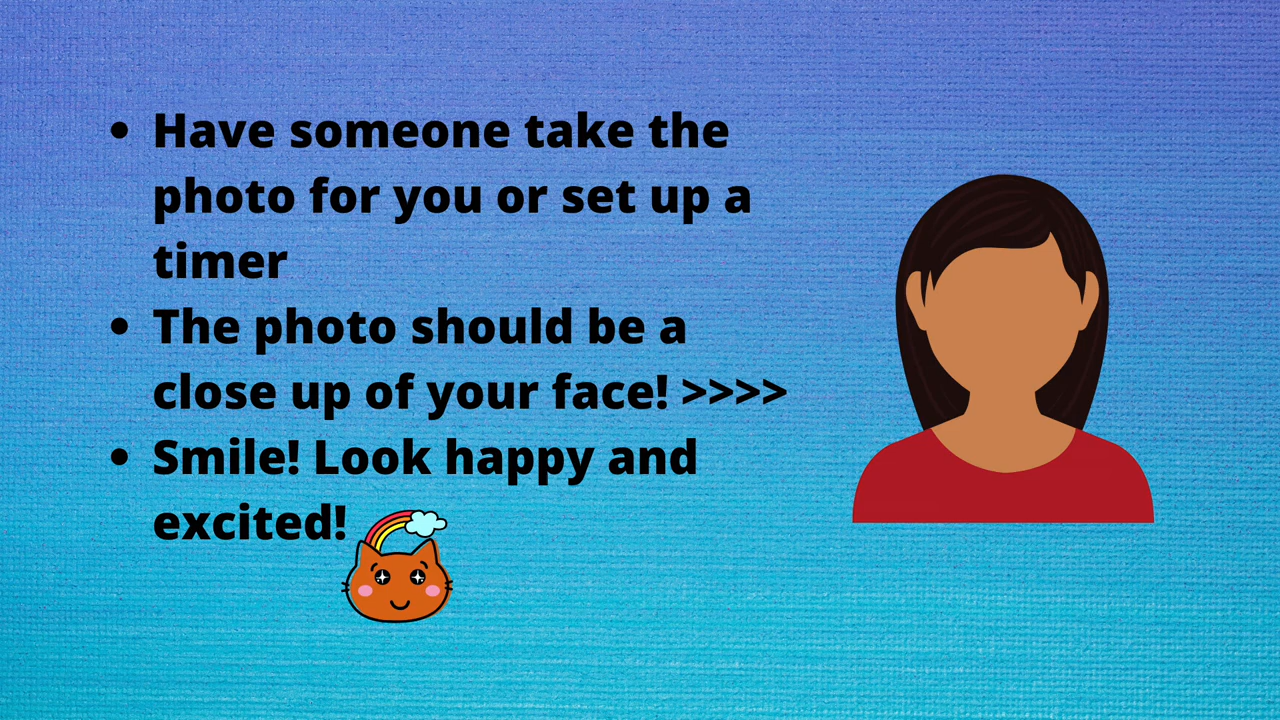 • Have someone take the
photo for you or set up a
timer
• The photo should be a
close up of your face! >>>>
• Smile! Look happy and
excited!